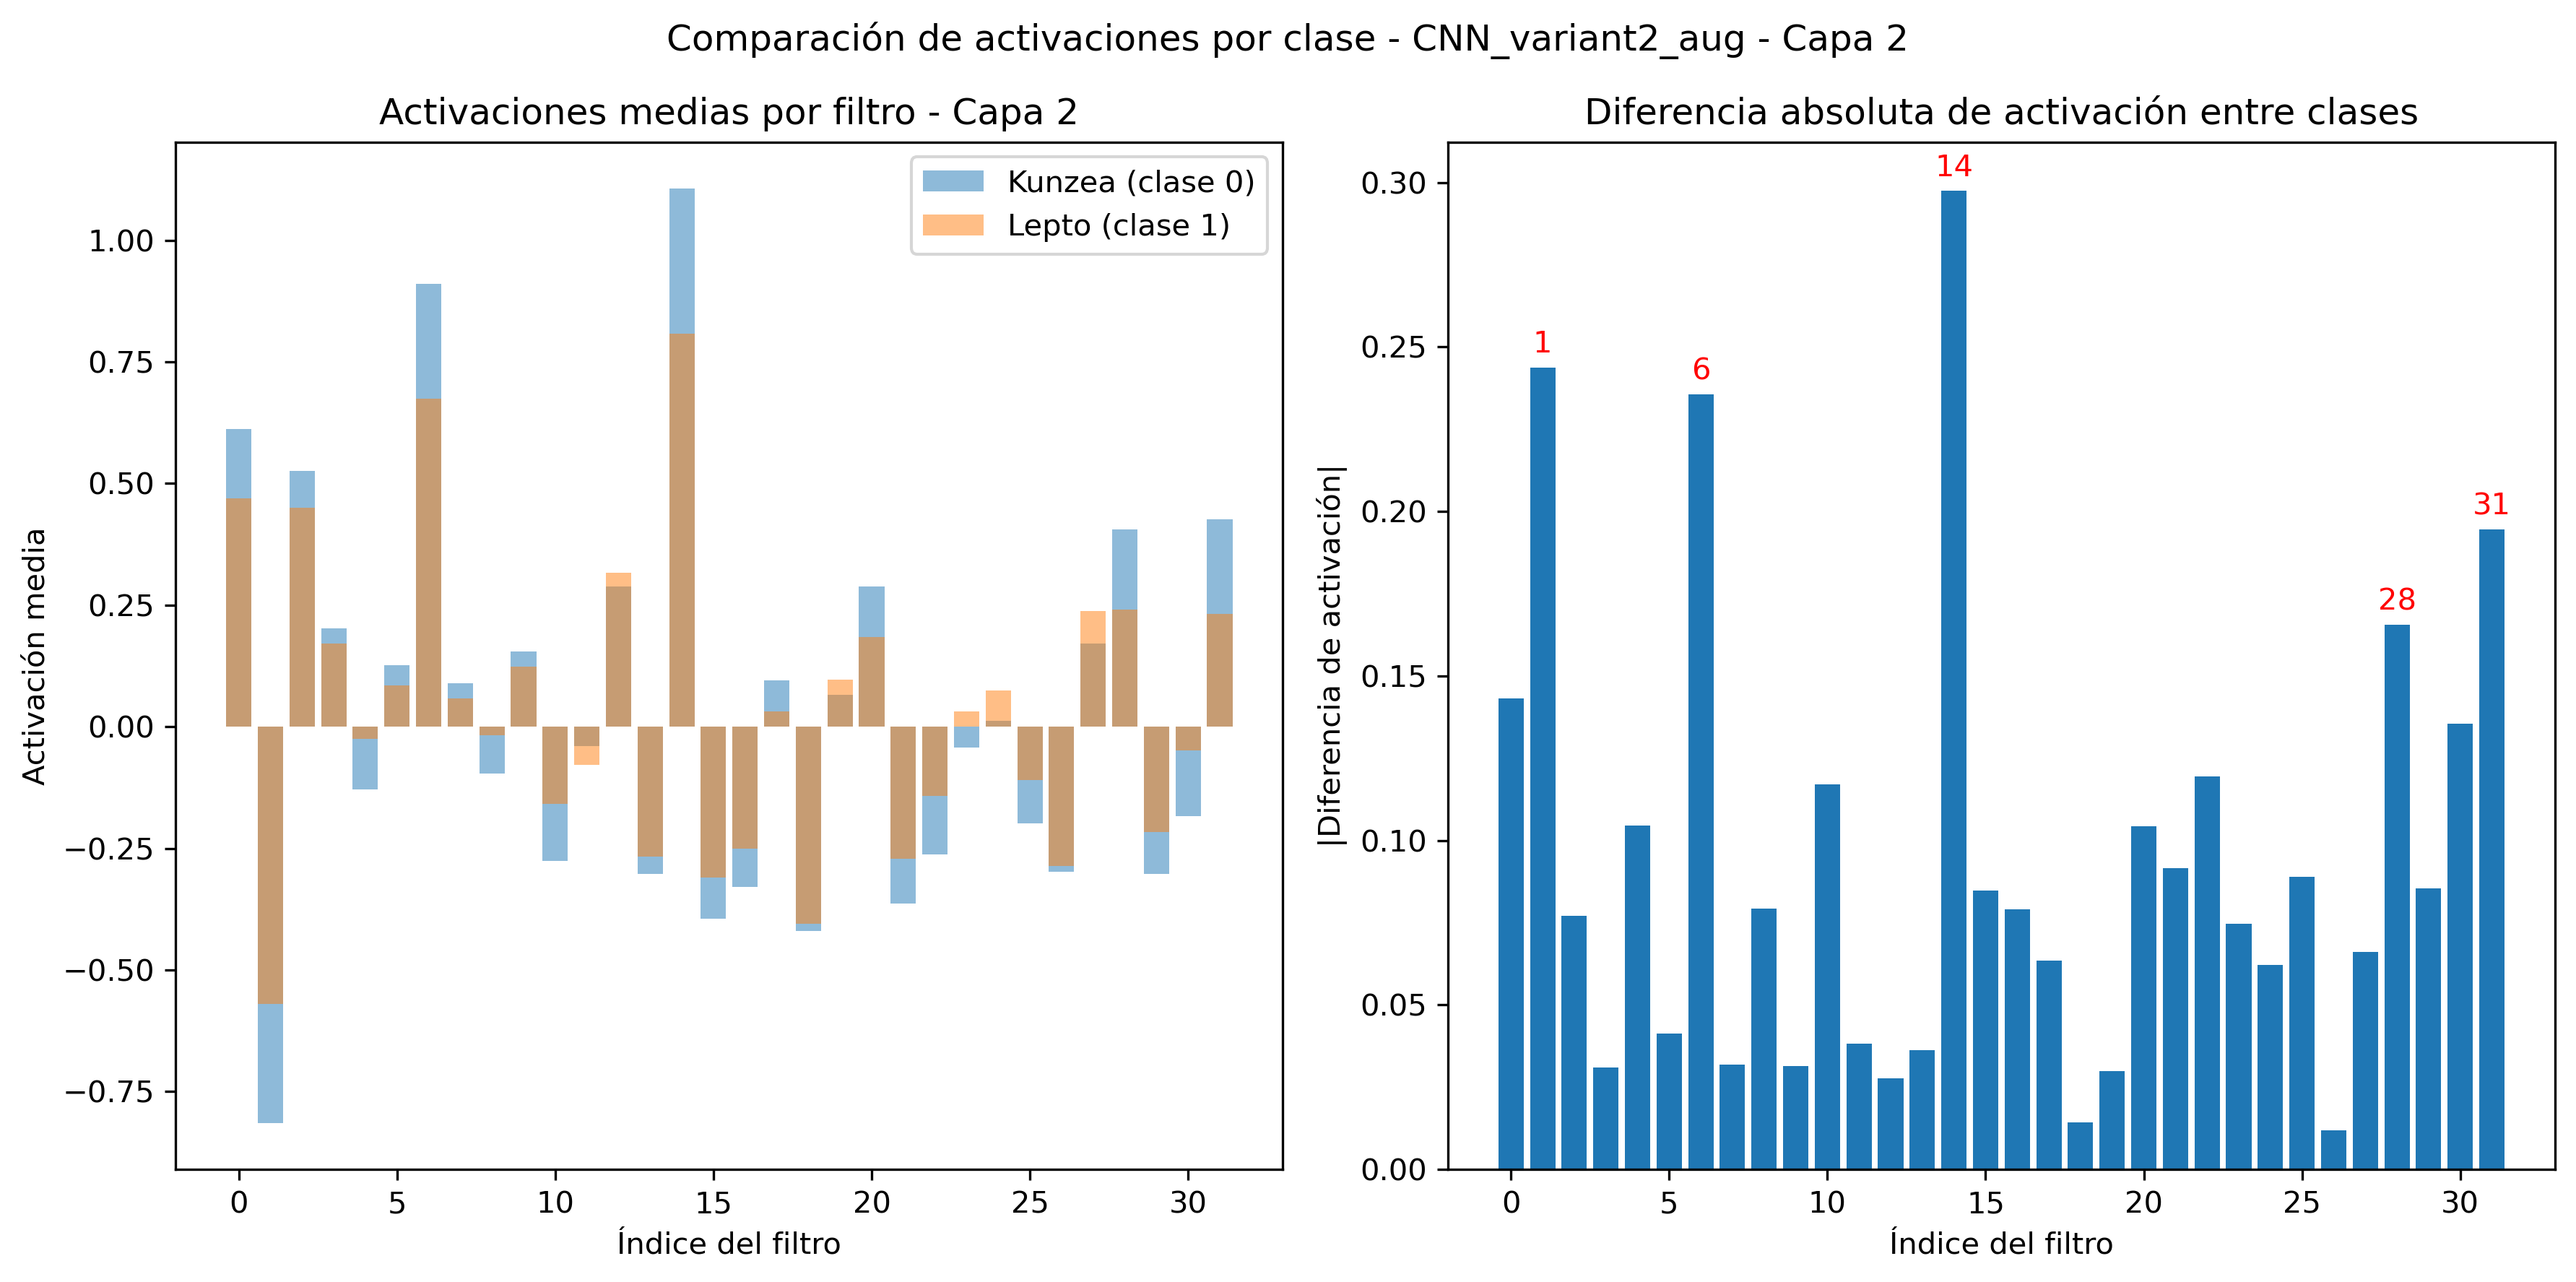 Comparación de activaciones por clase - CNN_variant2_aug - Capa 2
Activaciones medias por filtro - Capa 2
Kunzea (clase 0)
Lepto (clase 1)
Activación media
1.00
0.75
0.50
0.25
0.00
−0.25
−0.50
−0.75
0 5 10 15 20 25 30
Índice del filtro
Diferencia absoluta de activación entre clases
|Diferencia de activación|
0.30
0.25
0.20
0.15
0.10
0.05
0.00
14
1
6
31
28
0 5 10 15 20 25 30
Índice del filtro